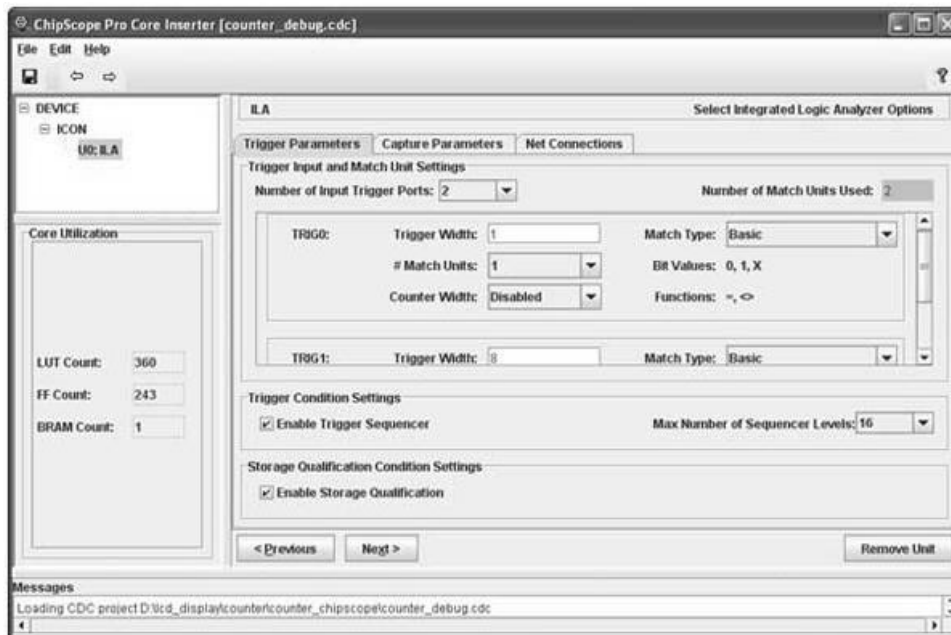 ChipScope Pro Core Inserter [counter_debug.cdc]
File Edit Help
?
DEVICE
ICON
U0: ILA
Core Utilization
LUT Count: 360
FF Count: 243
BRAM Count: 1
ILA Select Integrated Logic Analyzer Options
Trigger Parameters Capture Parameters Net Connections
Trigger Input and Match Unit Settings
Number of Input Trigger Ports: 2 Number of Match Units Used: 2
TRIG0: Trigger Width: 1 Match Type: Basic
# Match Units: 1 Bit Values: 0, 1, X
Counter Width: Disabled Functions: =, <>
TRIG1: Trigger Width: 8 Match Type: Basic
Trigger Condition Settings
Enable Trigger Sequencer Max Number of Sequencer Levels: 16
Storage Qualification Condition Settings
Enable Storage Qualification
< Previous Next > Remove Unit
Messages
Loading CDC project D:\lcd_display\counter\counter_chipscope\counter_debug.cdc